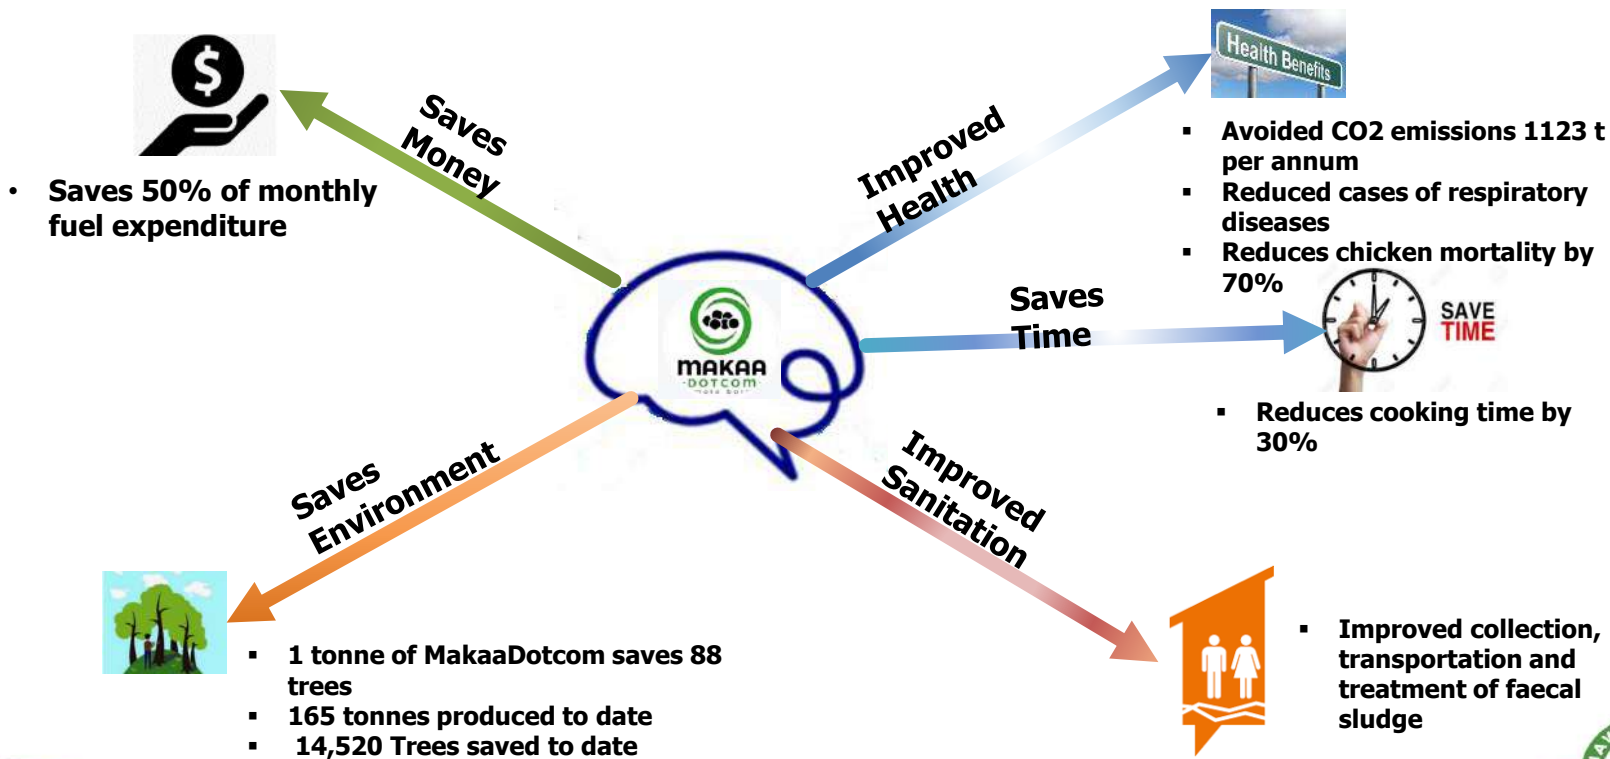 $
Saves
Money
• Saves 50% of monthly
fuel expenditure
Improved
Health
Health Benefits
▪ Avoided CO2 emissions 1123 t
per annum
▪ Reduced cases of respiratory
diseases
▪ Reduces chicken mortality by
70%
MAKAA
·DOTCOM·
Saves
Time
SAVE
TIME
▪ Reduces cooking time by
30%
Saves
Environment
▪ 1 tonne of MakaaDotcom saves 88
trees
▪ 165 tonnes produced to date
▪ 14,520 Trees saved to date
Improved
Sanitation
▪ Improved collection,
transportation and
treatment of faecal
sludge